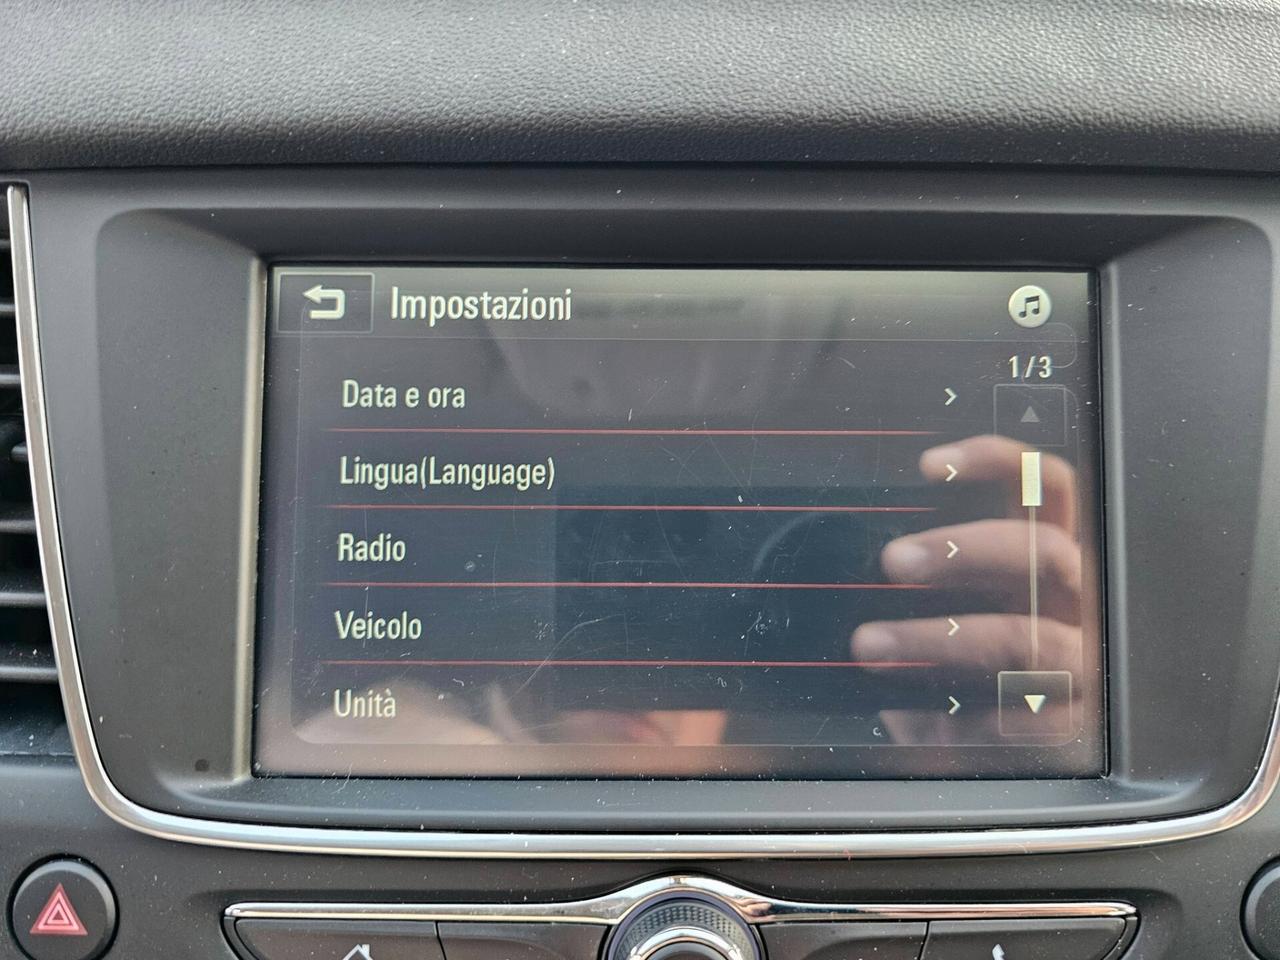 Impostazioni
1/3
Data e ora
Lingua(Language)
Radio
Veicolo
Unità